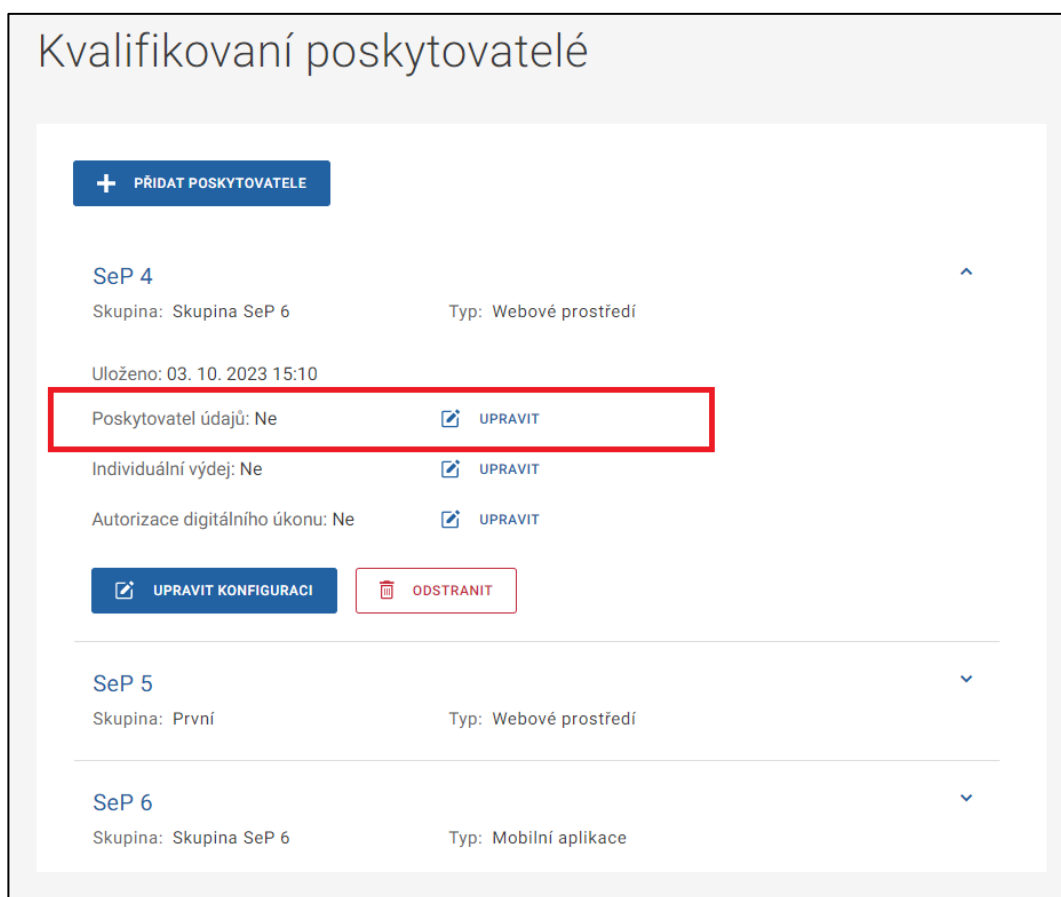 Kvalifikovaní poskytovatelé
PŘIDAT POSKYTOVATELE
SeP 4
Skupina: Skupina SeP 6 Typ: Webové prostředí
Uloženo: 03. 10. 2023 15:10
Poskytovatel údajů: Ne UPRAVIT
Individuální výdej: Ne UPRAVIT
Autorizace digitálního úkonu: Ne UPRAVIT
UPRAVIT KONFIGURACI ODSTRANIT
SeP 5
Skupina: První Typ: Webové prostředí
SeP 6
Skupina: Skupina SeP 6 Typ: Mobilní aplikace